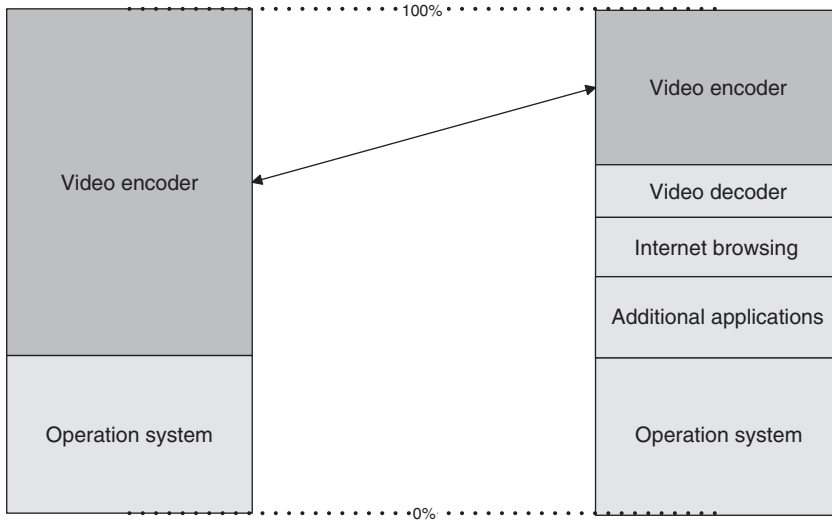 100%
Video encoder
Operation system
Video encoder
Video decoder
Internet browsing
Additional applications
Operation system
0%